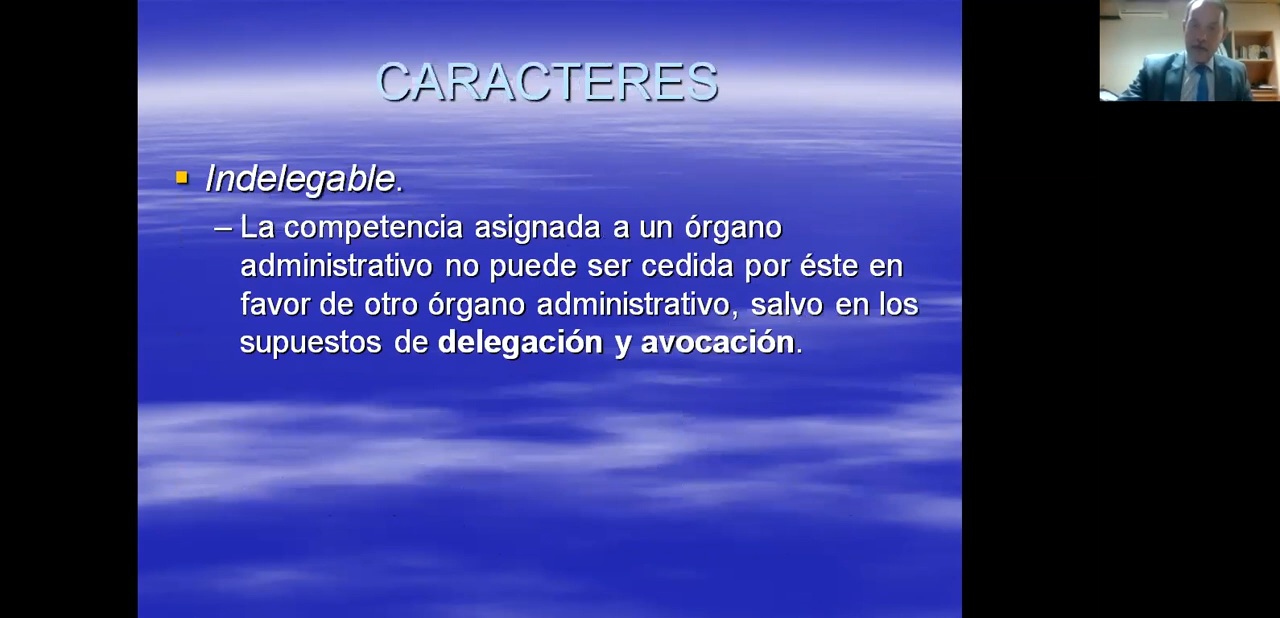 CARACTERES
Indelegable.
– La competencia asignada a un órgano
administrativo no puede ser cedida por éste en
favor de otro órgano administrativo, salvo en los
supuestos de delegación y avocación.